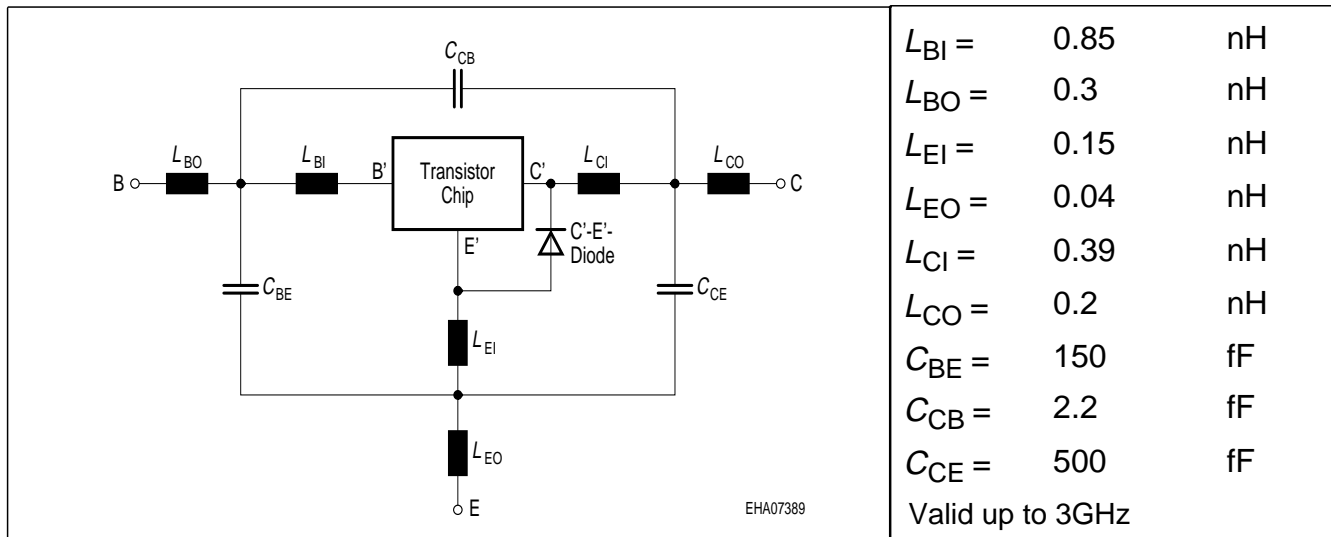 C_CB
L_BO
L_BI
L_CI
L_CO
B
B'
Transistor
Chip
C'
C
E'
C’-E’-
Diode
C_BE
C_CE
L_EI
L_EO
E
EHA07389
L_BI = 0.85 nH
L_BO = 0.3 nH
L_EI = 0.15 nH
L_EO = 0.04 nH
L_CI = 0.39 nH
L_CO = 0.2 nH
C_BE = 150 fF
C_CB = 2.2 fF
C_CE = 500 fF
Valid up to 3GHz